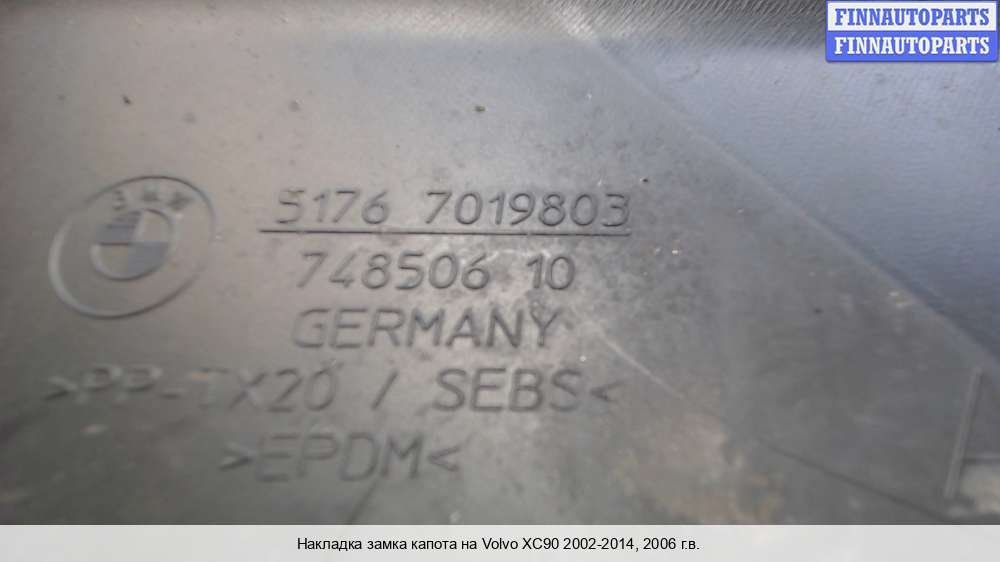 FINNAUTOPARTS
FINNAUTOPARTS
BMW
5176 7019803
748506 10
GERMANY
>PP-TX20 / SEBS<
>EPDM<
Накладка замка капота на Volvo XC90 2002-2014, 2006 г.в.